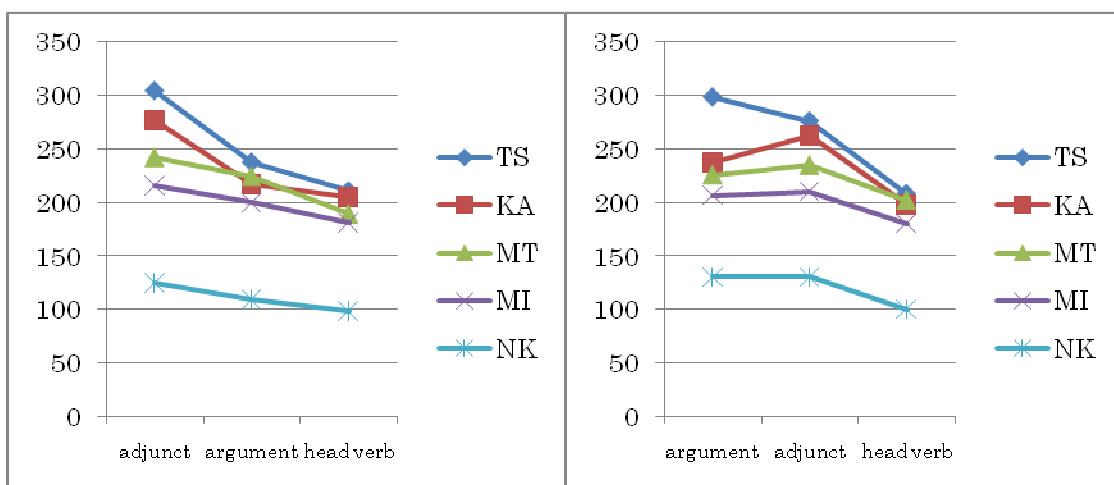 350
300
250
200
150
100
50
0
adjunct argument head verb
TS
KA
MT
MI
NK
350
300
250
200
150
100
50
0
argument adjunct head verb
TS
KA
MT
MI
NK